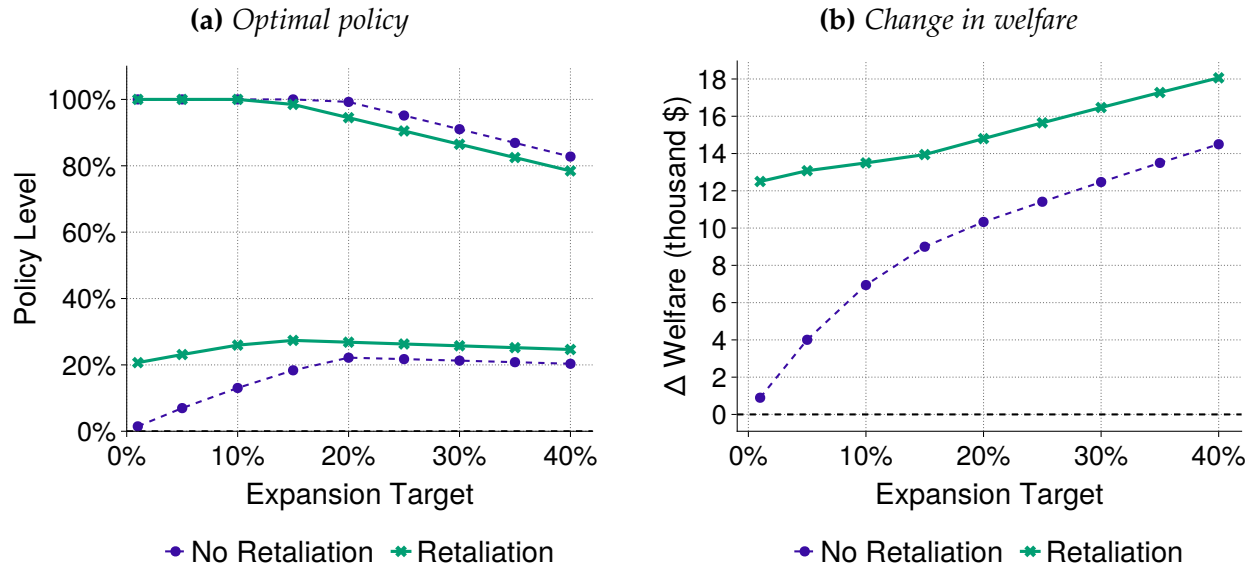 (a) Optimal policy
Policy Level
100%
80%
60%
40%
20%
0%
0% 10% 20% 30% 40%
Expansion Target
No Retaliation Retaliation
(b) Change in welfare
Δ Welfare (thousand $)
18
16
14
12
10
8
6
4
2
0
0% 10% 20% 30% 40%
Expansion Target
No Retaliation Retaliation